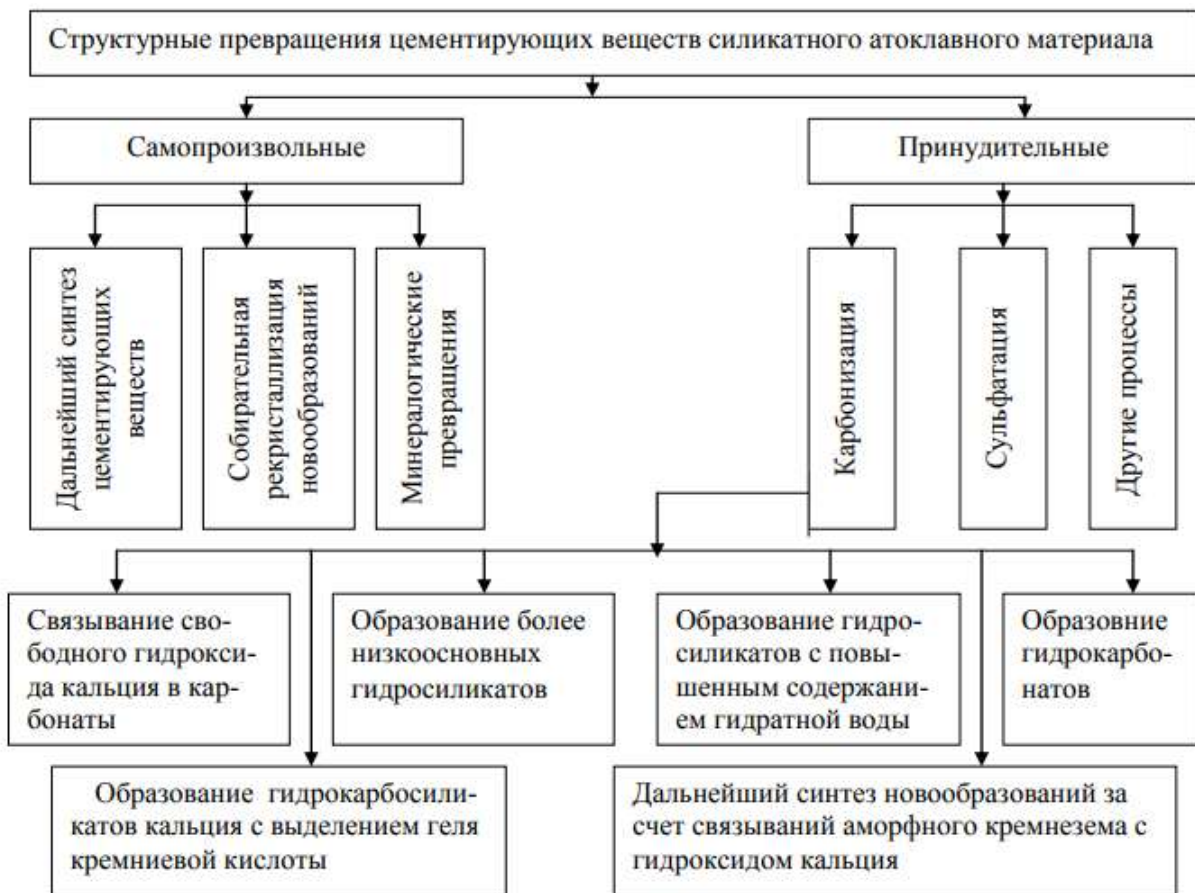 Структурные превращения цементирующих веществ силикатного атоклавного материала
Самопроизвольные
Принудительные
Дальнейший синтез
цементирующих
веществ
Собирательная
рекристаллизация
новообразований
Минералогические
превращения
Карбонизация
Сульфатация
Другие процессы
Связывание сво-
бодного гидрокси-
да кальция в кар-
бонаты
Образование более
низкоосновных
гидросиликатов
Образование гидро-
силикатов с повы-
шенным содержани-
ем гидратной воды
Образовние
гидрокарбо-
натов
Образование гидрокарбосили-
катов кальция с выделением геля
кремниевой кислоты
Дальнейший синтез новообразований за
счет связываний аморфного кремнезема с
гидроксидом кальция